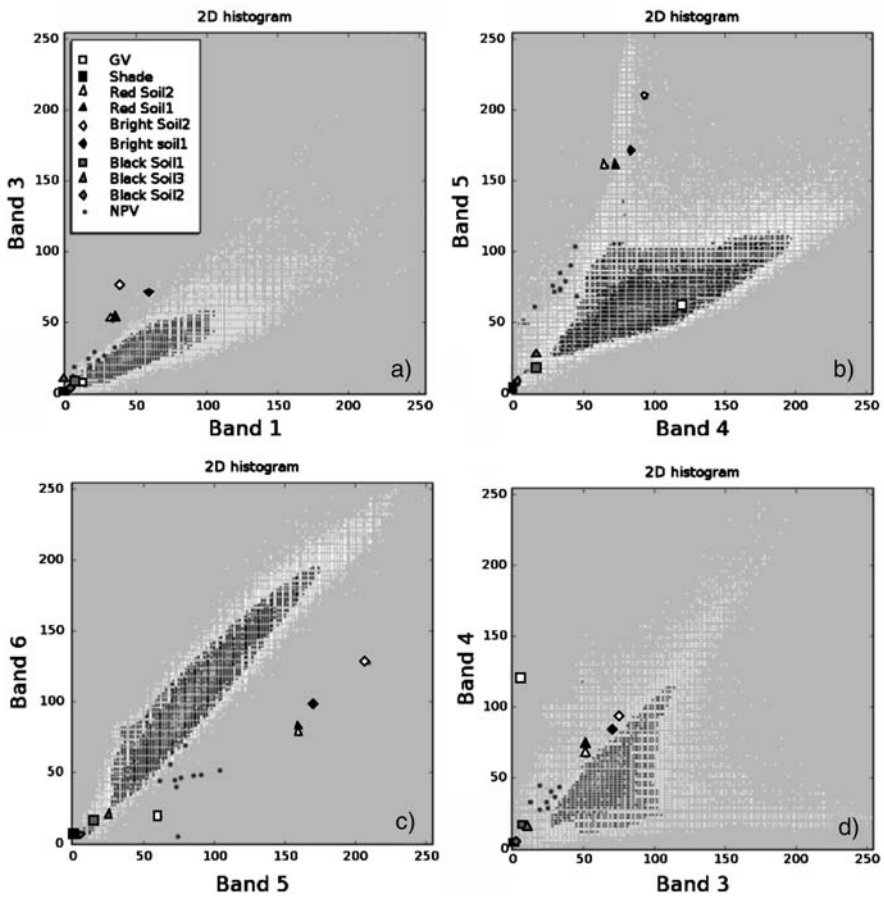 2D histogram
250
200
150
100
50
0
GV
Shade
Red Soil2
Red Soil1
Bright Soil2
Bright soil1
Black Soil1
Black Soil3
Black Soil2
NPV
a)
0 50 100 150 200 250
Band 3
Band 1
2D histogram
250
200
150
100
50
0
b)
0 50 100 150 200 250
Band 5
Band 4
2D histogram
250
200
150
100
50
0
c)
0 50 100 150 200 250
Band 6
Band 5
2D histogram
250
200
150
100
50
0
d)
0 50 100 150 200 250
Band 4
Band 3